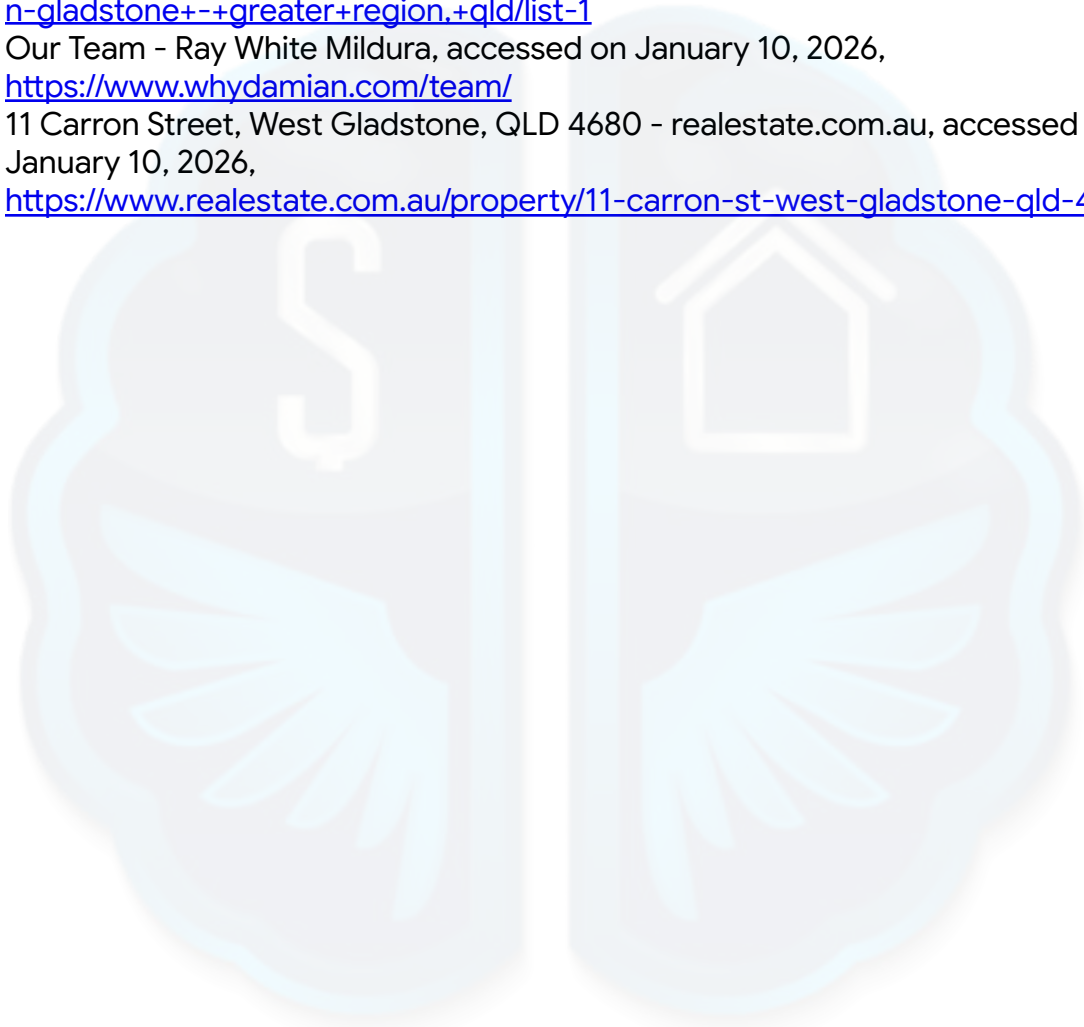 n-gladstone+-+greater+region,+qld/list-1
Our Team - Ray White Mildura, accessed on January 10, 2026,
https://www.whydamian.com/team/
11 Carron Street, West Gladstone, QLD 4680 - realestate.com.au, accessed
January 10, 2026,
https://www.realestate.com.au/property/11-carron-st-west-gladstone-qld-4
$